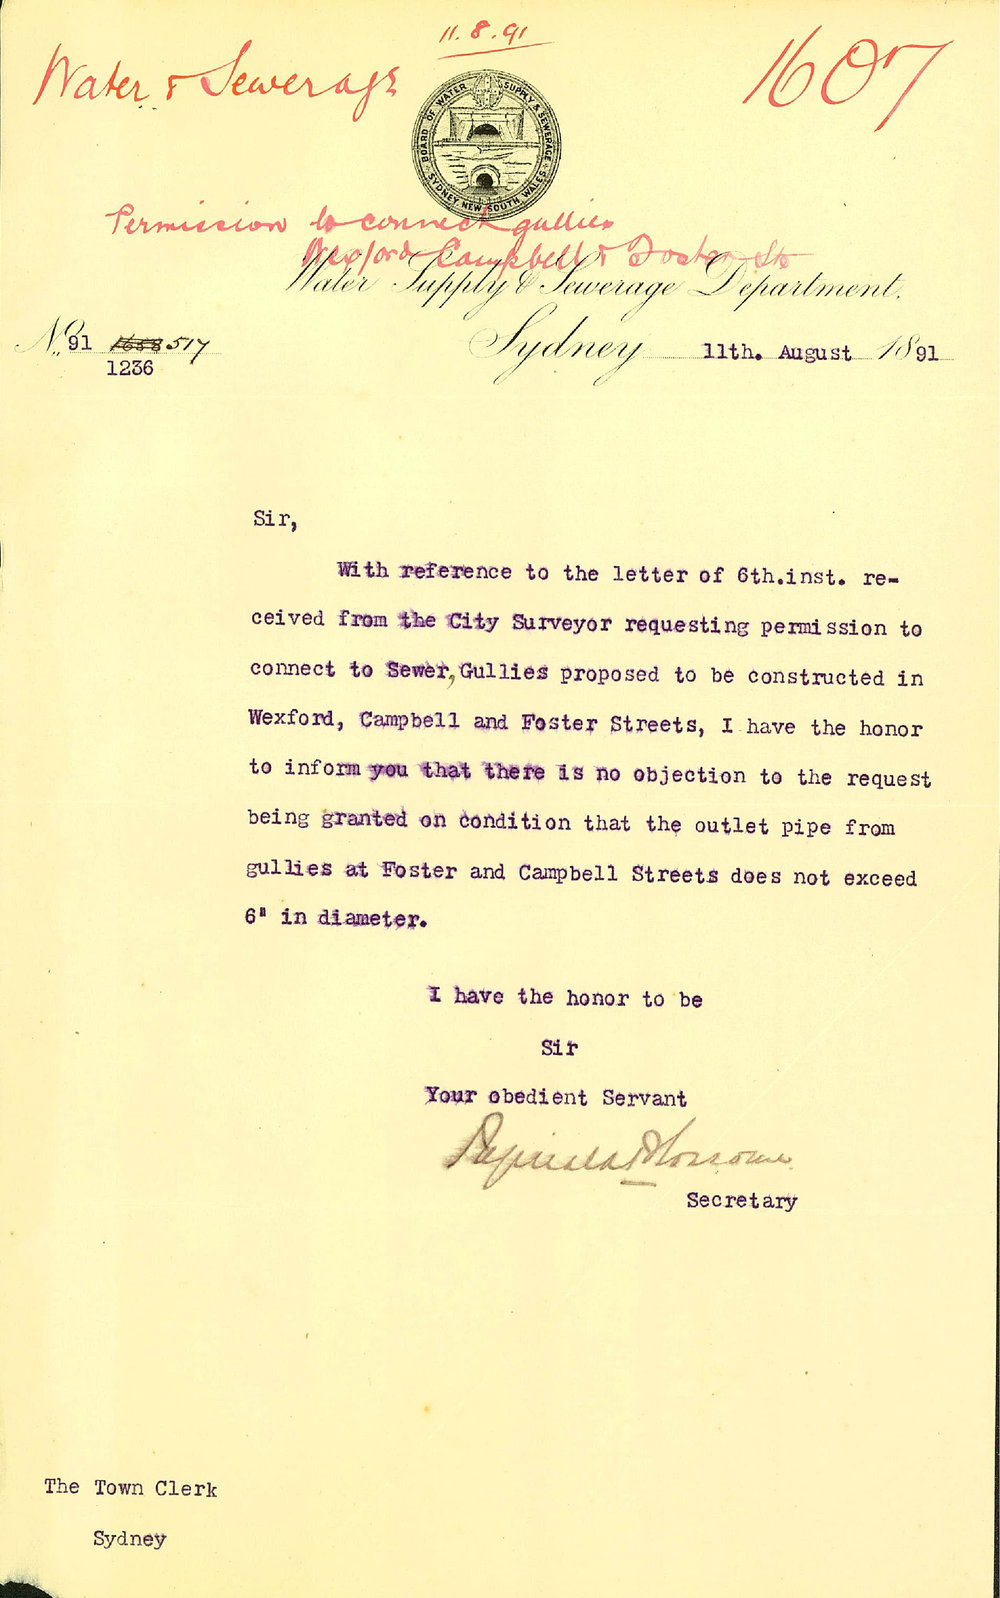 11.8.91
Water & Sewerage
1607
BOARD OF WATER SUPPLY & SEWERAGE
SYDNEY. NEW SOUTH WALES
Permission to connect gullies
Wexford Campbell & Foster Sts
Water Supply & Sewerage Department.
No. 91 1658 517
1236
Sydney 11th. August 1891
Sir,
With reference to the letter of 6th.inst. re-
ceived from the City Surveyor requesting permission to
connect to Sewer, Gullies proposed to be constructed in
Wexford, Campbell and Foster Streets, I have the honor
to inform you that there is no objection to the request
being granted on condition that the outlet pipe from
gullies at Foster and Campbell Streets does not exceed
6" in diameter.
I have the honor to be
Sir
Your obedient Servant
Secretary
The Town Clerk
Sydney